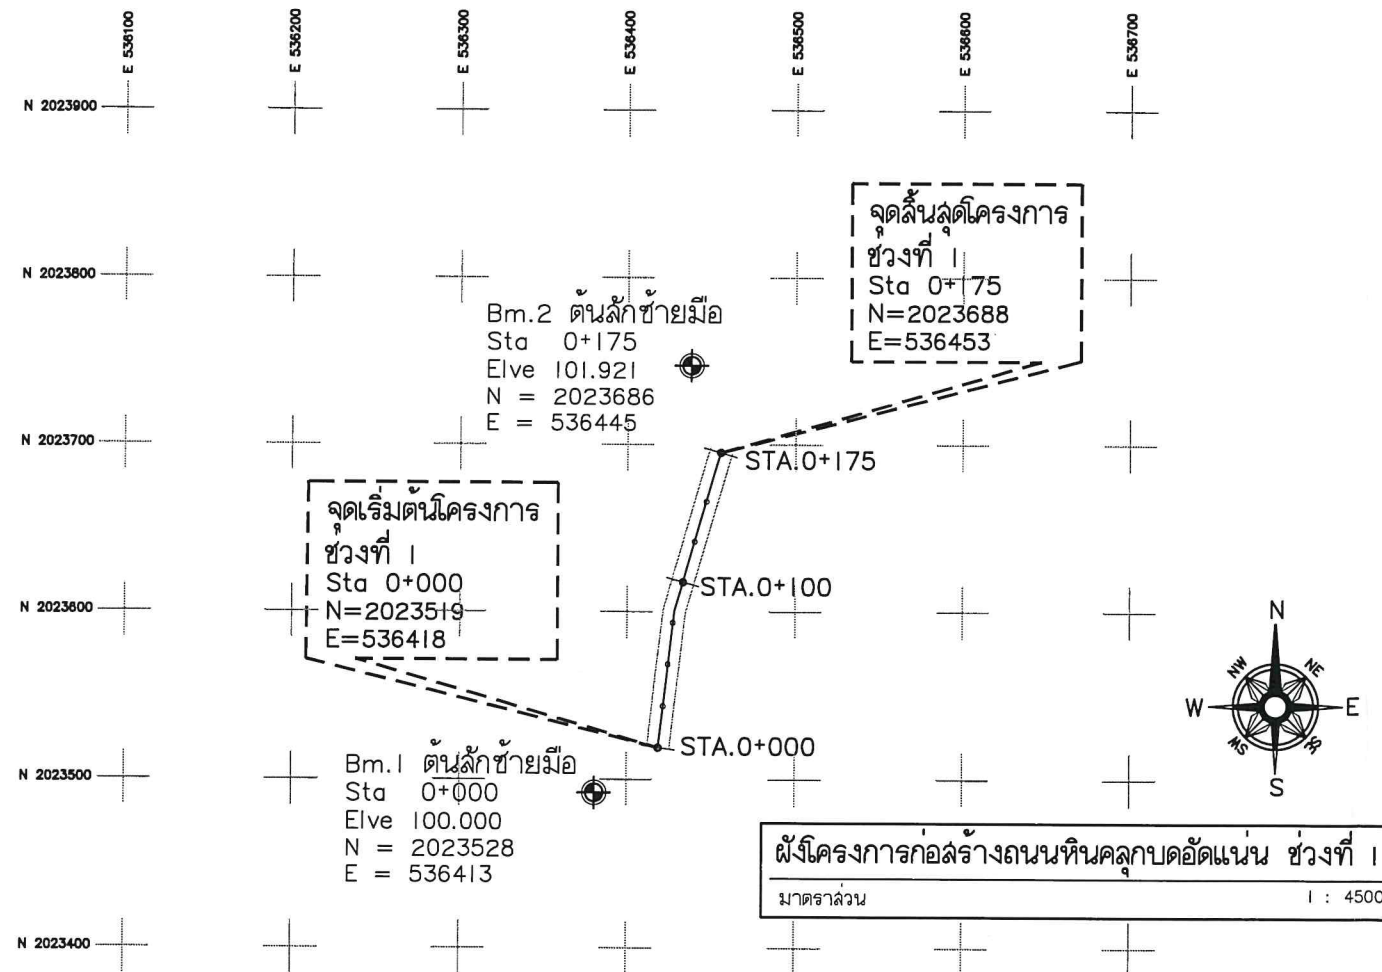 E 536100
E 536200
E 536300
E 536400
E 536500
E 536600
E 536700
N 2023900
N 2023800
N 2023700
N 2023600
N 2023500
N 2023400
จุดสิ้นสุดโครงการ
ช่วงที่ 1
Sta 0+175
N=2023688
E=536453
Bm.2 ต้นสักซ้ายมือ
Sta 0+175
Elve 101.921
N = 2023686
E = 536445
STA.0+175
จุดเริ่มต้นโครงการ
ช่วงที่ 1
Sta 0+000
N=2023519
E=536418
STA.0+100
STA.0+000
Bm.1 ต้นสักซ้ายมือ
Sta 0+000
Elve 100.000
N = 2023528
E = 536413
N
NW
NE
W
E
SW
SE
S
ผังโครงการก่อสร้างถนนหินคลุกบดอัดแน่น ช่วงที่ 1
มาตราส่วน 1 : 4500